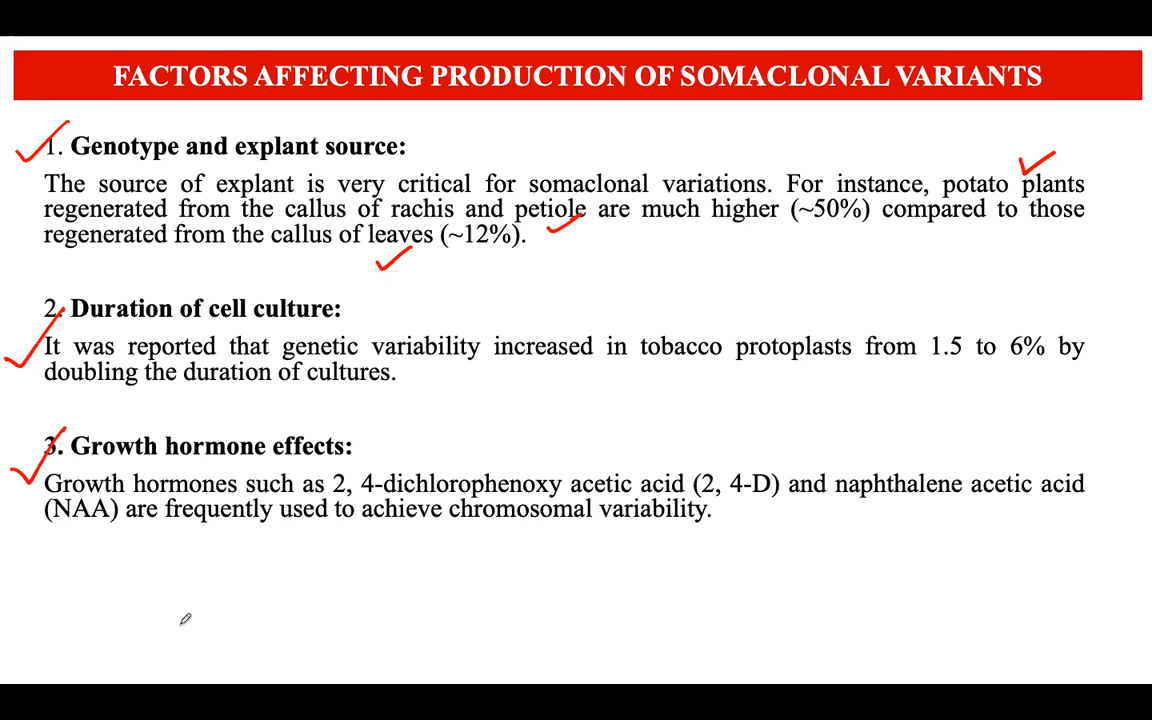 FACTORS AFFECTING PRODUCTION OF SOMACLONAL VARIANTS
1. Genotype and explant source:
The source of explant is very critical for somaclonal variations. For instance, potato plants
regenerated from the callus of rachis and petiole are much higher (~50%) compared to those
regenerated from the callus of leaves (~12%).
2. Duration of cell culture:
It was reported that genetic variability increased in tobacco protoplasts from 1.5 to 6% by
doubling the duration of cultures.
3. Growth hormone effects:
Growth hormones such as 2, 4-dichlorophenoxy acetic acid (2, 4-D) and naphthalene acetic acid
(NAA) are frequently used to achieve chromosomal variability.